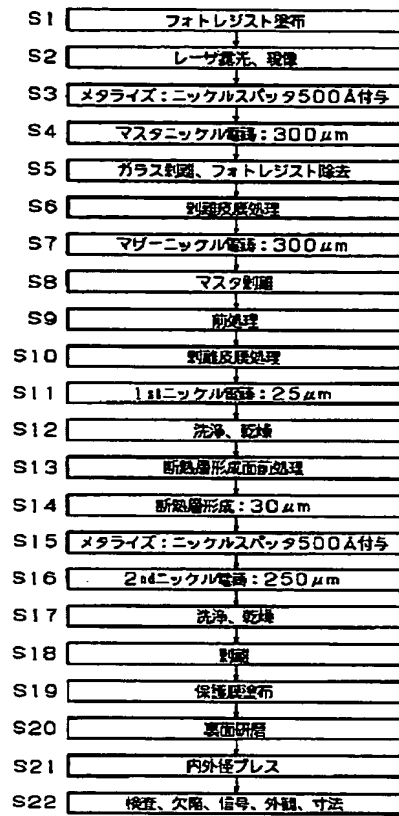 S1 フォトレジスト塗布
S2 レーザ露光、現像
S3 メタライズ：ニッケルスパッタ500Å付与
S4 マスタニッケル電鋳：300μm
S5 ガラス剥離、フォトレジスト除去
S6 剥離皮膜処理
S7 マザーニッケル電鋳：300μm
S8 マスタ剥離
S9 前処理
S10 剥離皮膜処理
S11 1stニッケル電鋳：25μm
S12 洗浄、乾燥
S13 断熱層形成面前処理
S14 断熱層形成：30μm
S15 メタライズ：ニッケルスパッタ500Å付与
S16 2ndニッケル電鋳：250μm
S17 洗浄、乾燥
S18 剥離
S19 保護膜塗布
S20 裏面研磨
S21 内外径プレス
S22 検査、欠陥、信号、外観、寸法